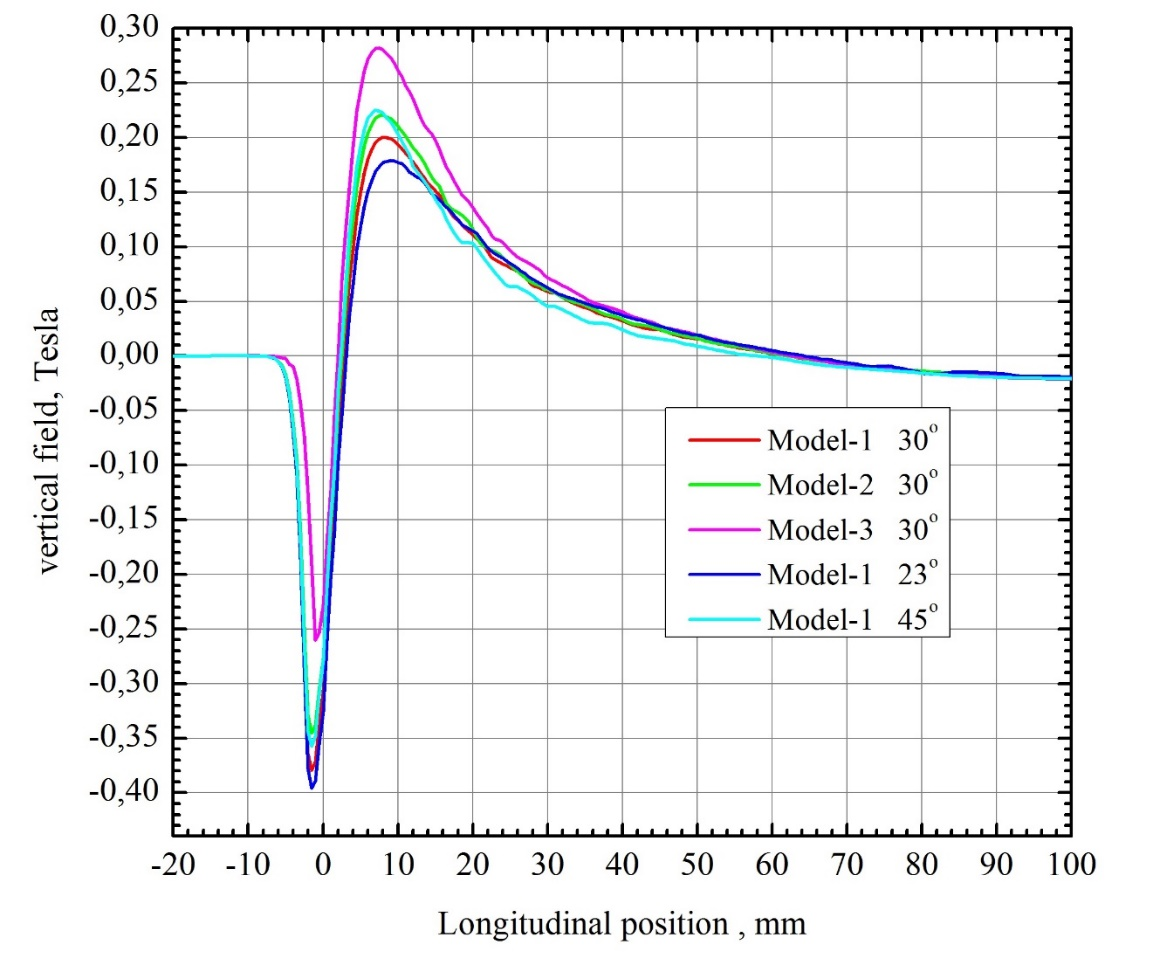 0,30
0,25
0,20
0,15
0,10
0,05
0,00
-0,05
-0,10
-0,15
-0,20
-0,25
-0,30
-0,35
-0,40
vertical field, Tesla
Model-1 30°
Model-2 30°
Model-3 30°
Model-1 23°
Model-1 45°
-20 -10 0 10 20 30 40 50 60 70 80 90 100
Longitudinal position , mm